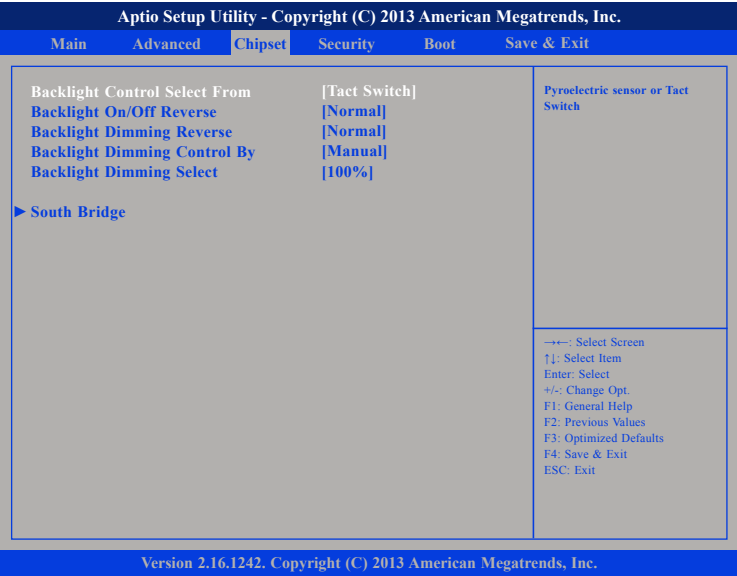 Aptio Setup Utility - Copyright (C) 2013 American Megatrends, Inc.
Main Advanced Chipset Security Boot Save & Exit
Backlight Control Select From [Tact Switch]
Backlight On/Off Reverse [Normal]
Backlight Dimming Reverse [Normal]
Backlight Dimming Control By [Manual]
Backlight Dimming Select [100%]
► South Bridge
Pyroelectric sensor or Tact
Switch
→←: Select Screen
↑↓: Select Item
Enter: Select
+/-: Change Opt.
F1: General Help
F2: Previous Values
F3: Optimized Defaults
F4: Save & Exit
ESC: Exit
Version 2.16.1242. Copyright (C) 2013 American Megatrends, Inc.